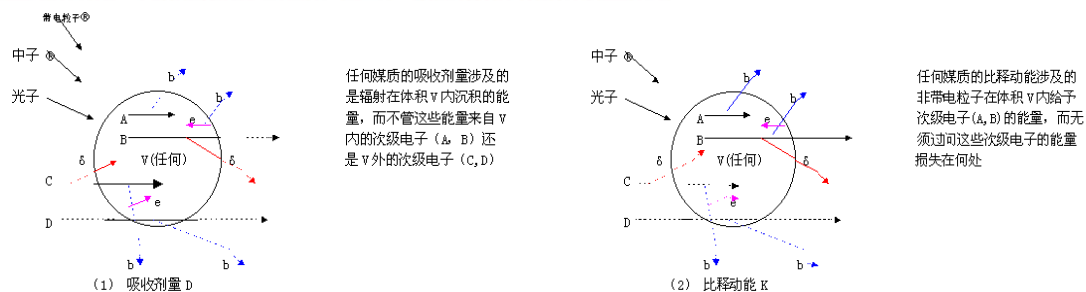 带电粒子®
中子 ®
光子
b
b
A
e
B
δ
V(任何)
δ
C
e
D
b
b
(1) 吸收剂量 D
任何媒质的吸收剂量涉及的
是辐射在体积 V 内沉积的能
量，而不管这些能量来自 V
内的次级电子（A, B）还
是 V 外的次级电子（C,D）
中子 ®
光子
b
b
A
e
B
δ
V(任何)
δ
C
e
D
b
b
(2) 比释动能 K
任何媒质的比释动能涉及的
非带电粒子在体积 V 内给予
次级电子(A,B)的能量，而无
须过问这些次级电子的能量
损失在何处